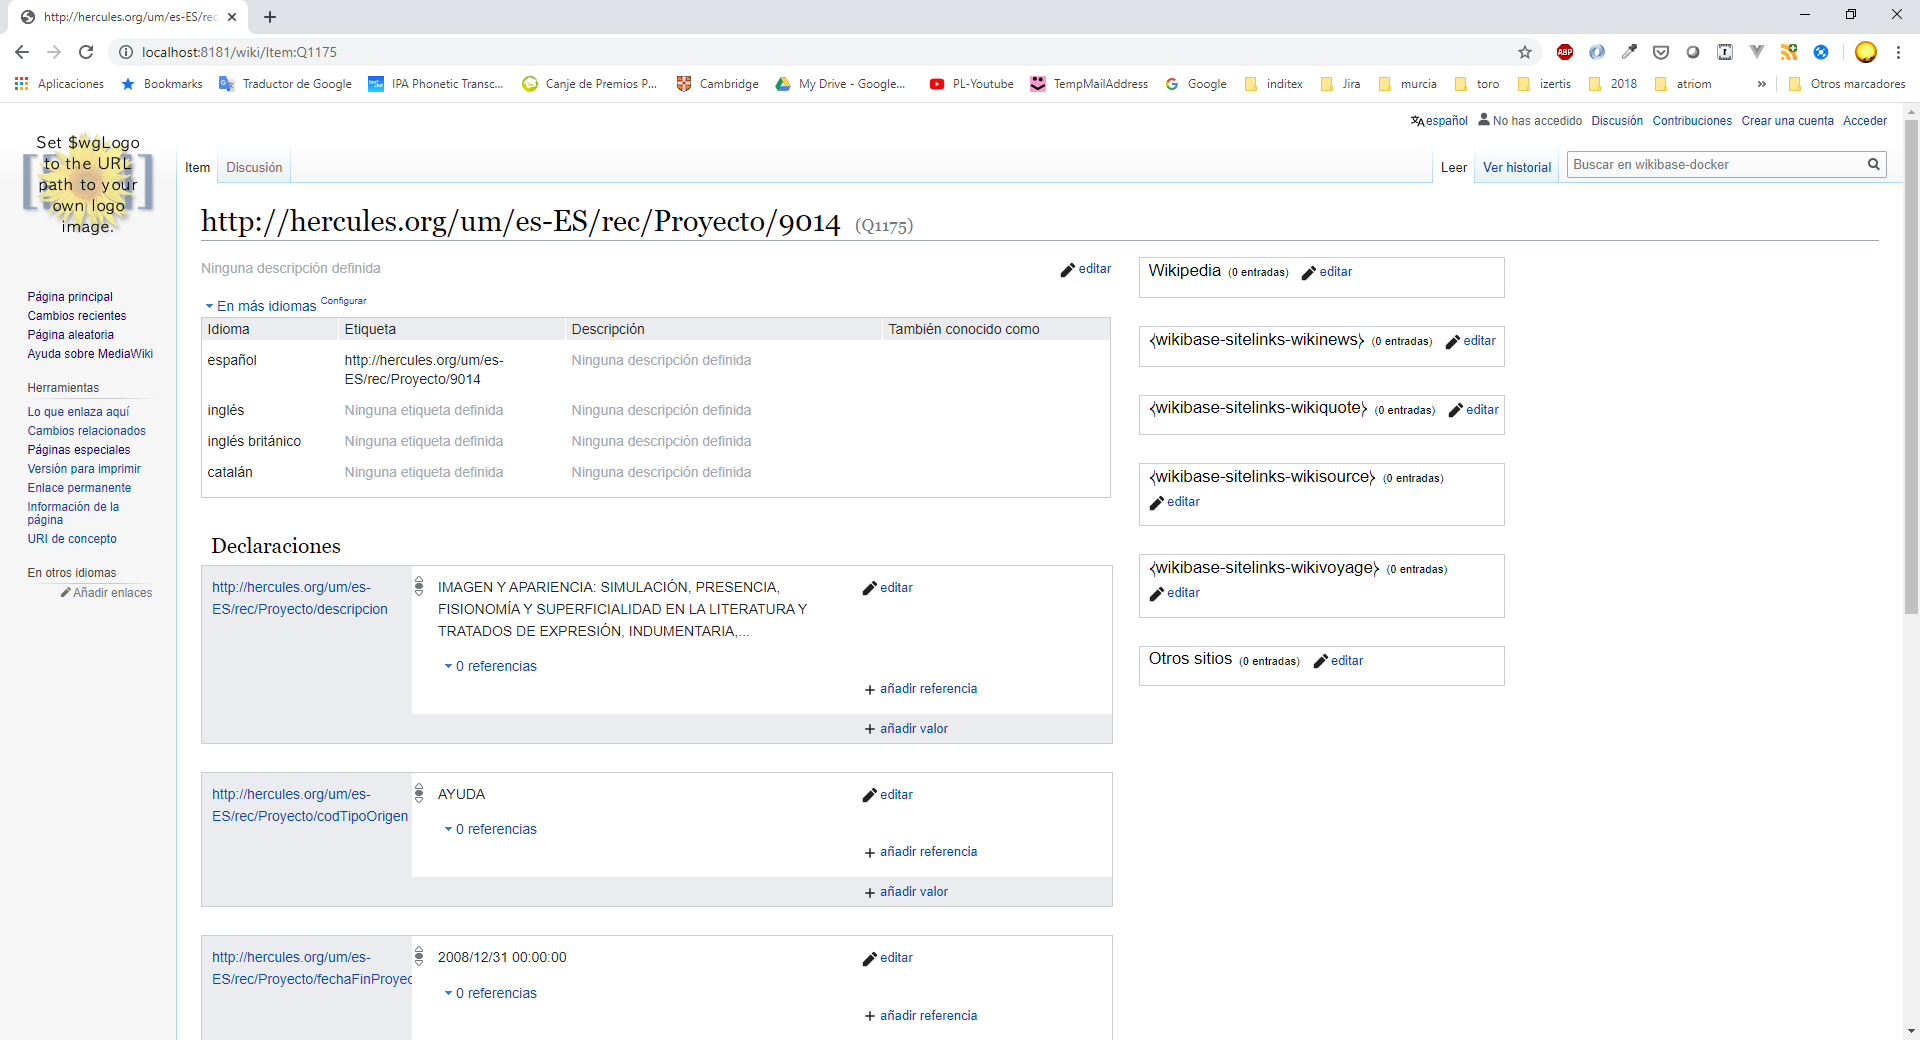 http://hercules.org/um/es-ES/rec
localhost:8181/wiki/Item:Q1175
Aplicaciones Bookmarks Traductor de Google IPA Phonetic Transc... Canje de Premios P... Cambridge My Drive - Google... PL-Youtube TempMailAddress Google inditex Jira murcia toro izertis 2018 atriom » Otros marcadores
español No has accedido Discusión Contribuciones Crear una cuenta Acceder
Set $wgLogo
to the URL
path to your
own logo
image.
Item Discusión Leer Ver historial Buscar en wikibase-docker
http://hercules.org/um/es-ES/rec/Proyecto/9014 (Q1175)
Página principal
Cambios recientes
Página aleatoria
Ayuda sobre MediaWiki
Herramientas
Lo que enlaza aquí
Cambios relacionados
Páginas especiales
Versión para imprimir
Enlace permanente
Información de la
página
URI de concepto
En otros idiomas
Añadir enlaces
Ninguna descripción definida editar
En más idiomas Configurar
Idioma Etiqueta Descripción También conocido como
español http://hercules.org/um/es-
ES/rec/Proyecto/9014 Ninguna descripción definida
inglés Ninguna etiqueta definida Ninguna descripción definida
inglés británico Ninguna etiqueta definida Ninguna descripción definida
catalán Ninguna etiqueta definida Ninguna descripción definida
Declaraciones
http://hercules.org/um/es-
ES/rec/Proyecto/descripcion
IMAGEN Y APARIENCIA: SIMULACIÓN, PRESENCIA,
FISIONOMÍA Y SUPERFICIALIDAD EN LA LITERATURA Y
TRATADOS DE EXPRESIÓN, INDUMENTARIA,...
editar
0 referencias
+ añadir referencia
+ añadir valor
http://hercules.org/um/es-
ES/rec/Proyecto/codTipoOrigen
AYUDA
editar
0 referencias
+ añadir referencia
+ añadir valor
http://hercules.org/um/es-
ES/rec/Proyecto/fechaFinProyec
2008/12/31 00:00:00
editar
0 referencias
+ añadir referencia
Wikipedia (0 entradas) editar
⧼wikibase-sitelinks-wikinews⧽ (0 entradas) editar
⧼wikibase-sitelinks-wikiquote⧽ (0 entradas) editar
⧼wikibase-sitelinks-wikisource⧽ (0 entradas)
editar
⧼wikibase-sitelinks-wikivoyage⧽ (0 entradas)
editar
Otros sitios (0 entradas) editar